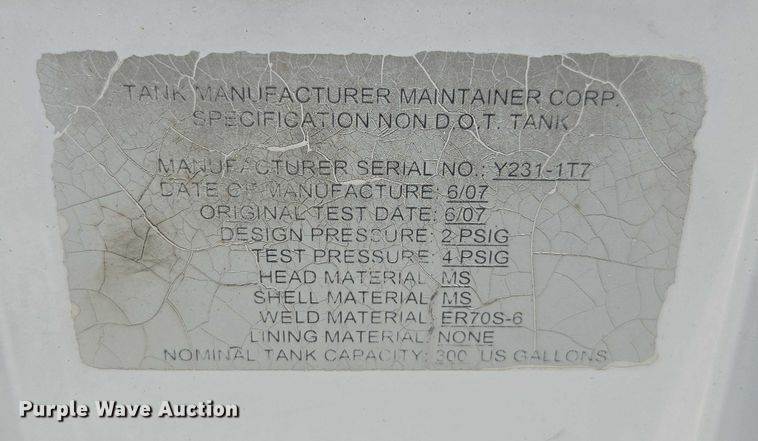 TANK MANUFACTURER MAINTAINER CORP.
SPECIFICATION NON D.O.T. TANK
MANUFACTURER SERIAL NO.: Y231-1T7
DATE OF MANUFACTURE: 6/07
ORIGINAL TEST DATE: 6/07
DESIGN PRESSURE: 2 PSIG
TEST PRESSURE: 4 PSIG
HEAD MATERIAL: MS
SHELL MATERIAL: MS
WELD MATERIAL: ER70S-6
LINING MATERIAL: NONE
NOMINAL TANK CAPACITY: 300 US GALLONS
Purple Wave Auction